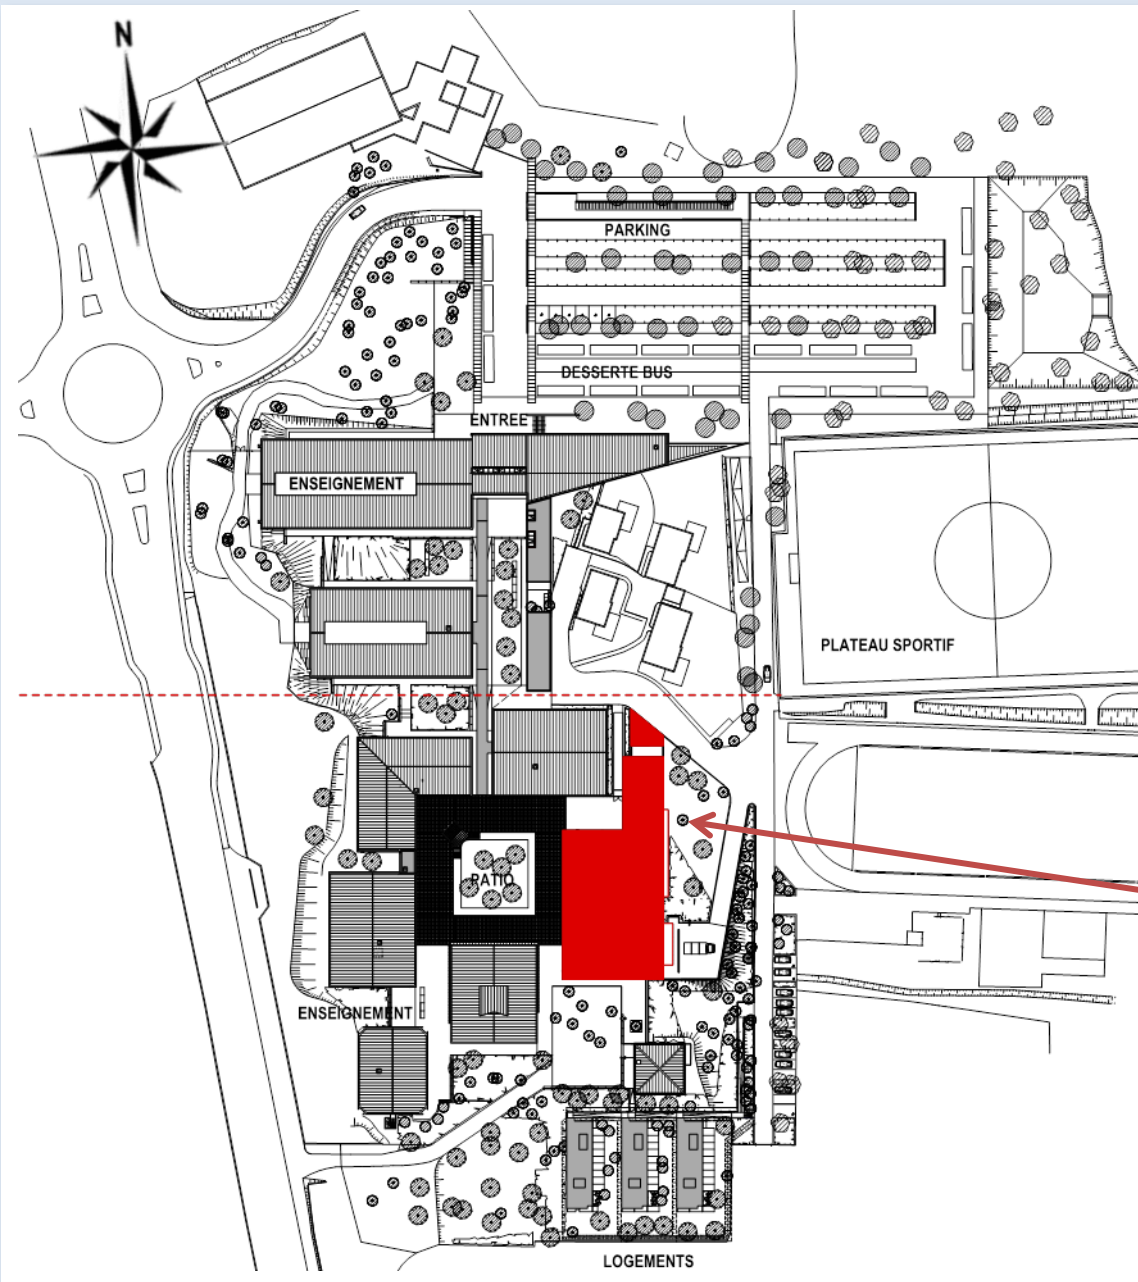 N
PARKING
DESSERTE BUS
ENTREE
ENSEIGNEMENT
PLATEAU SPORTIF
PATIO
ENSEIGNEMENT
LOGEMENTS